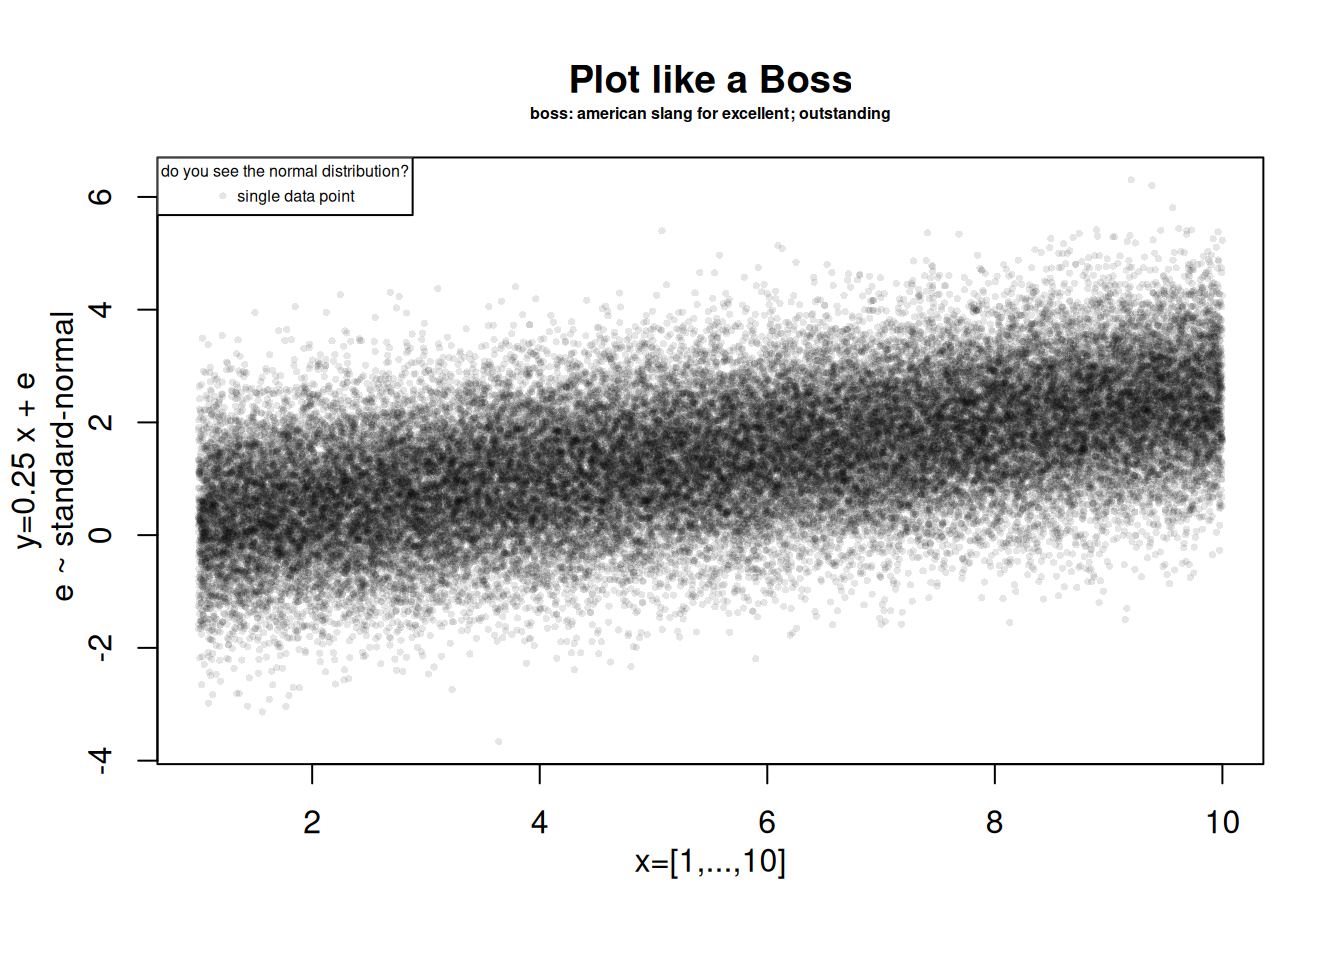 Plot like a Boss
boss: american slang for excellent; outstanding
do you see the normal distribution?
single data point
y=0.25 x + e
e ~ standard-normal
6
4
2
0
-2
-4
2
4
6
8
10
x=[1,...,10]